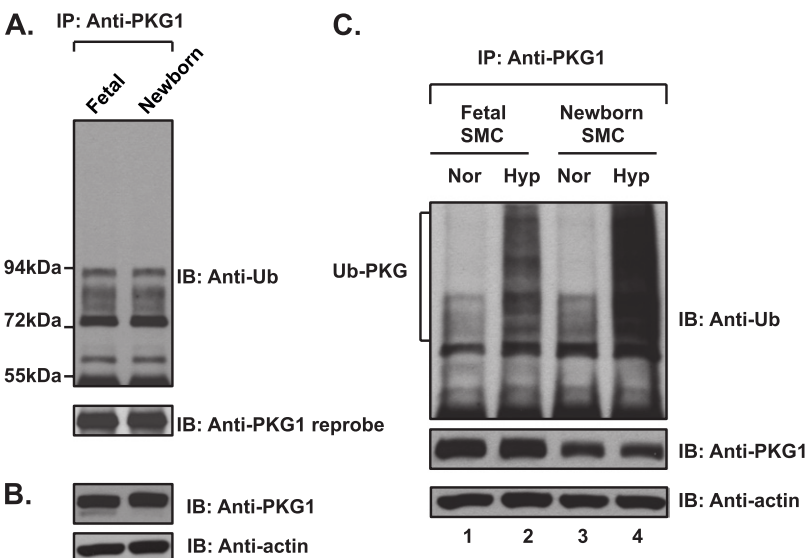 A.
IP: Anti-PKG1
Fetal
Newborn
94kDa
IB: Anti-Ub
72kDa
55kDa
IB: Anti-PKG1 reprobe
B.
IB: Anti-PKG1
IB: Anti-actin
C.
IP: Anti-PKG1
Fetal SMC
Newborn SMC
Nor Hyp Nor Hyp
Ub-PKG
IB: Anti-Ub
IB: Anti-PKG1
IB: Anti-actin
1 2 3 4